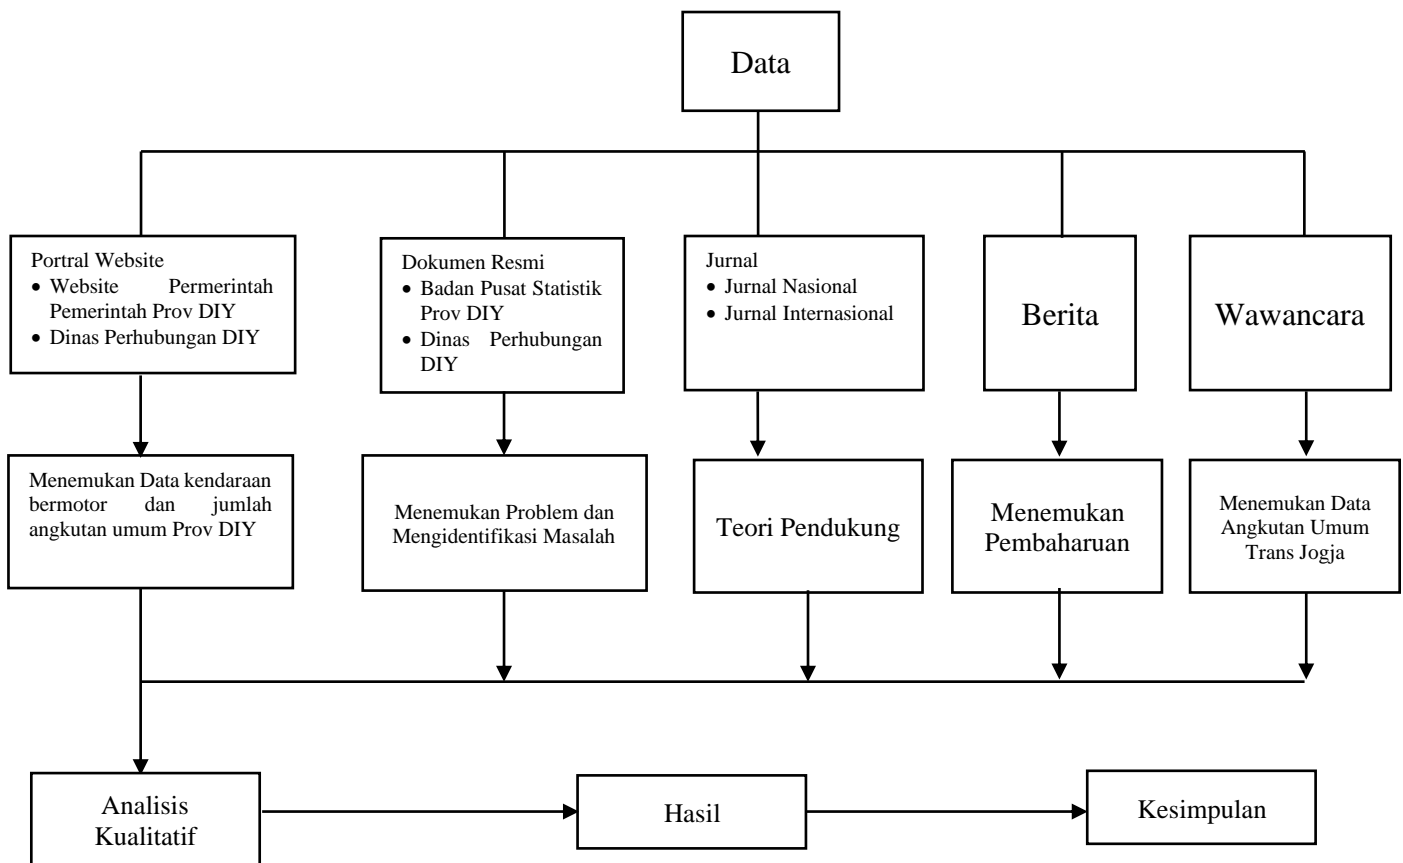 Data
Portral Website
• Website Permerintah
Pemerintah Prov DIY
• Dinas Perhubungan DIY
Dokumen Resmi
• Badan Pusat Statistik
Prov DIY
• Dinas Perhubungan
DIY
Jurnal
• Jurnal Nasional
• Jurnal Internasional
Berita
Wawancara
Menemukan Data kendaraan
bermotor dan jumlah
angkutan umum Prov DIY
Menemukan Problem dan
Mengidentifikasi Masalah
Teori Pendukung
Menemukan
Pembaharuan
Menemukan Data
Angkutan Umum
Trans Jogja
Analisis
Kualitatif
Hasil
Kesimpulan